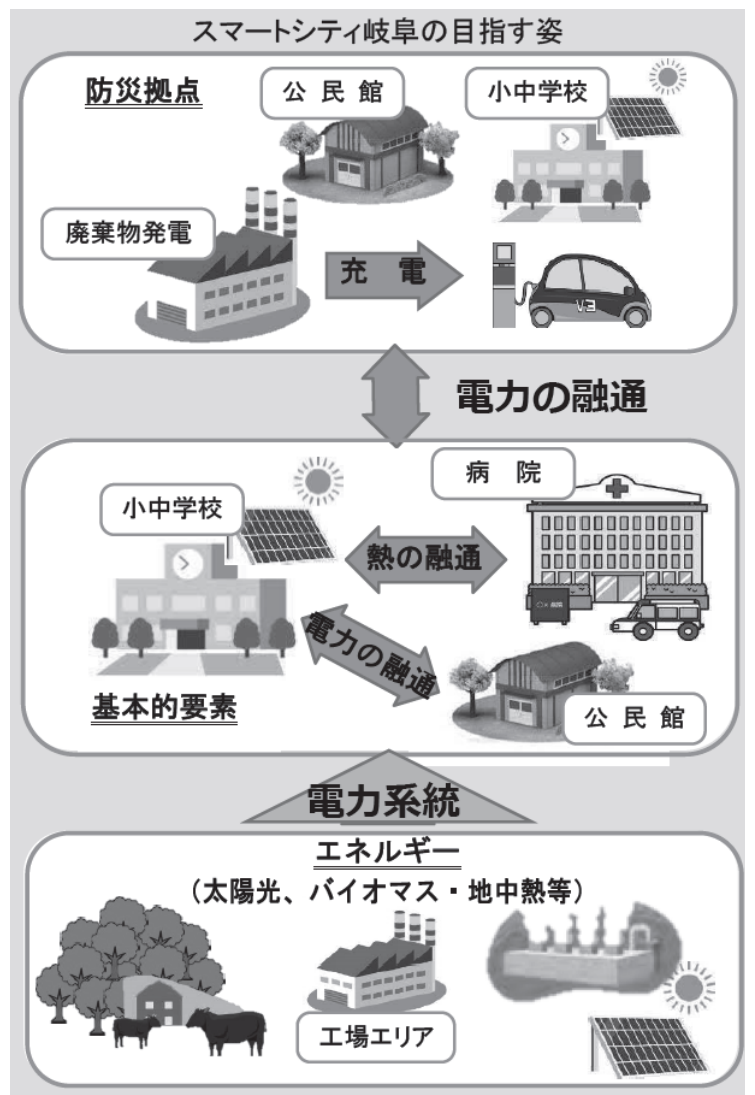 スマートシティ岐阜の目指す姿
防災拠点
公民館
小中学校
廃棄物発電
充電
電力の融通
病院
小中学校
熱の融通
電力の融通
基本的要素
公民館
電力系統
エネルギー
（太陽光、バイオマス・地中熱等）
工場エリア